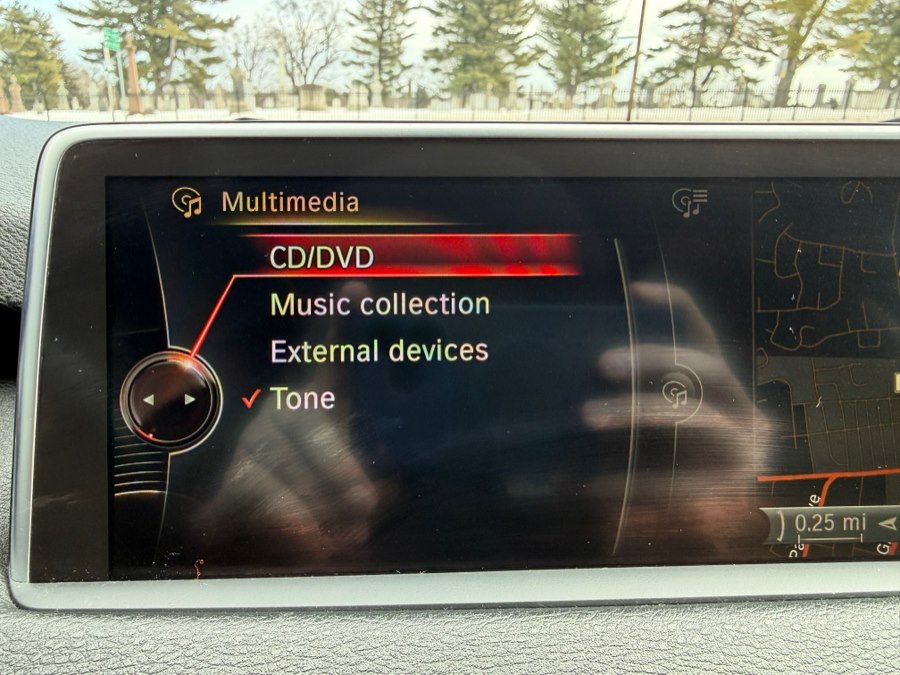 Multimedia
CD/DVD
Music collection
External devices
Tone
0.25 mi